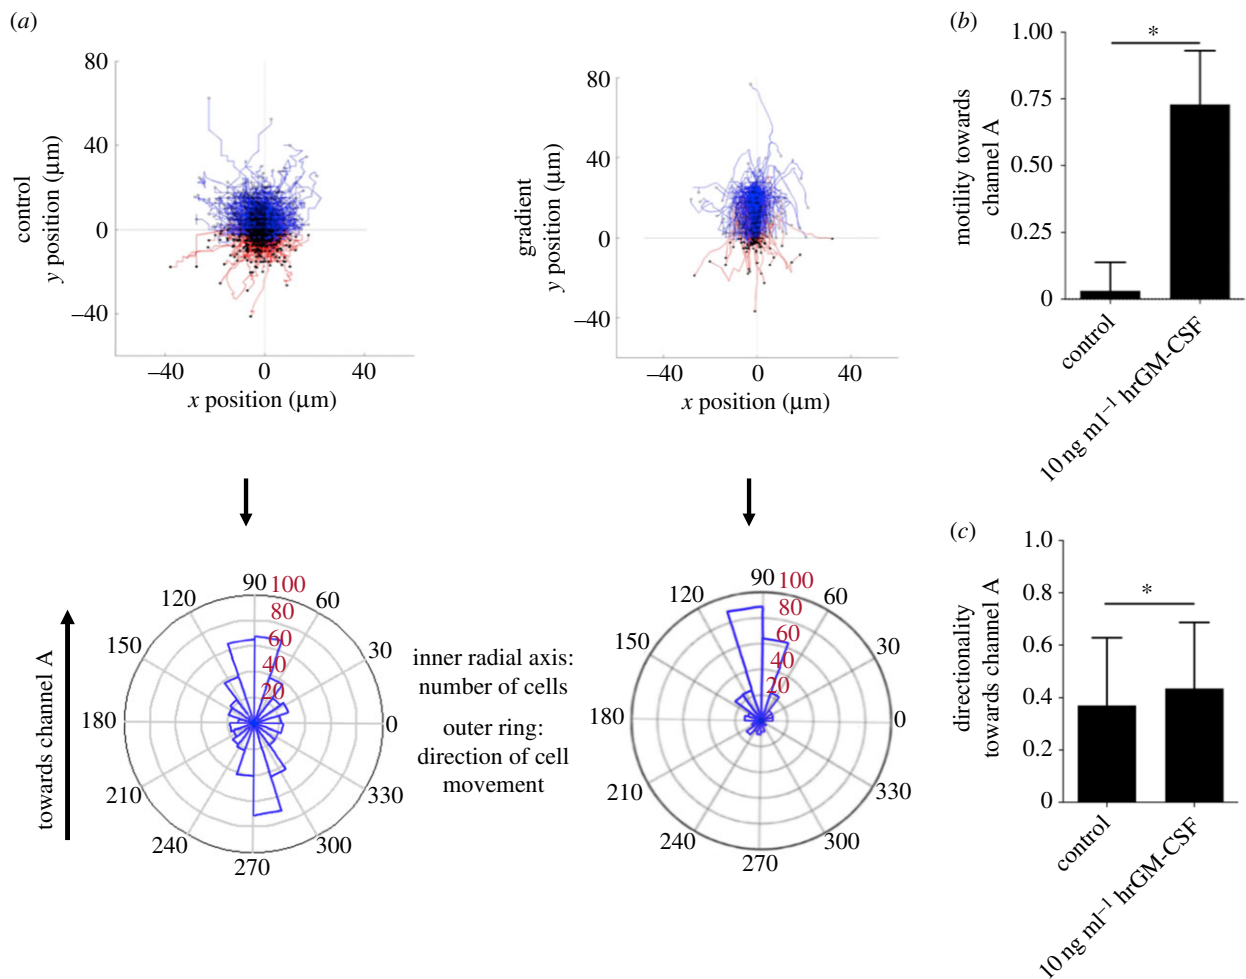 (a)
80
40
0
–40
control
y position (µm)
–40
0
40
x position (µm)
80
40
0
–40
gradient
y position (µm)
–40
0
40
x position (µm)
(b)
1.00
0.75
0.50
0.25
0
motility towards
channel A
*
control
10 ng ml⁻¹ hrGM-CSF
towards channel A
90
100
120
80
60
60
150
40
30
20
180
0
210
330
240
300
270
inner radial axis:
number of cells
outer ring:
direction of cell
movement
90
100
120
80
60
60
150
40
30
20
180
0
210
330
240
300
270
(c)
1.0
0.8
0.6
0.4
0.2
0
directionality
towards channel A
*
control
10 ng ml⁻¹ hrGM-CSF